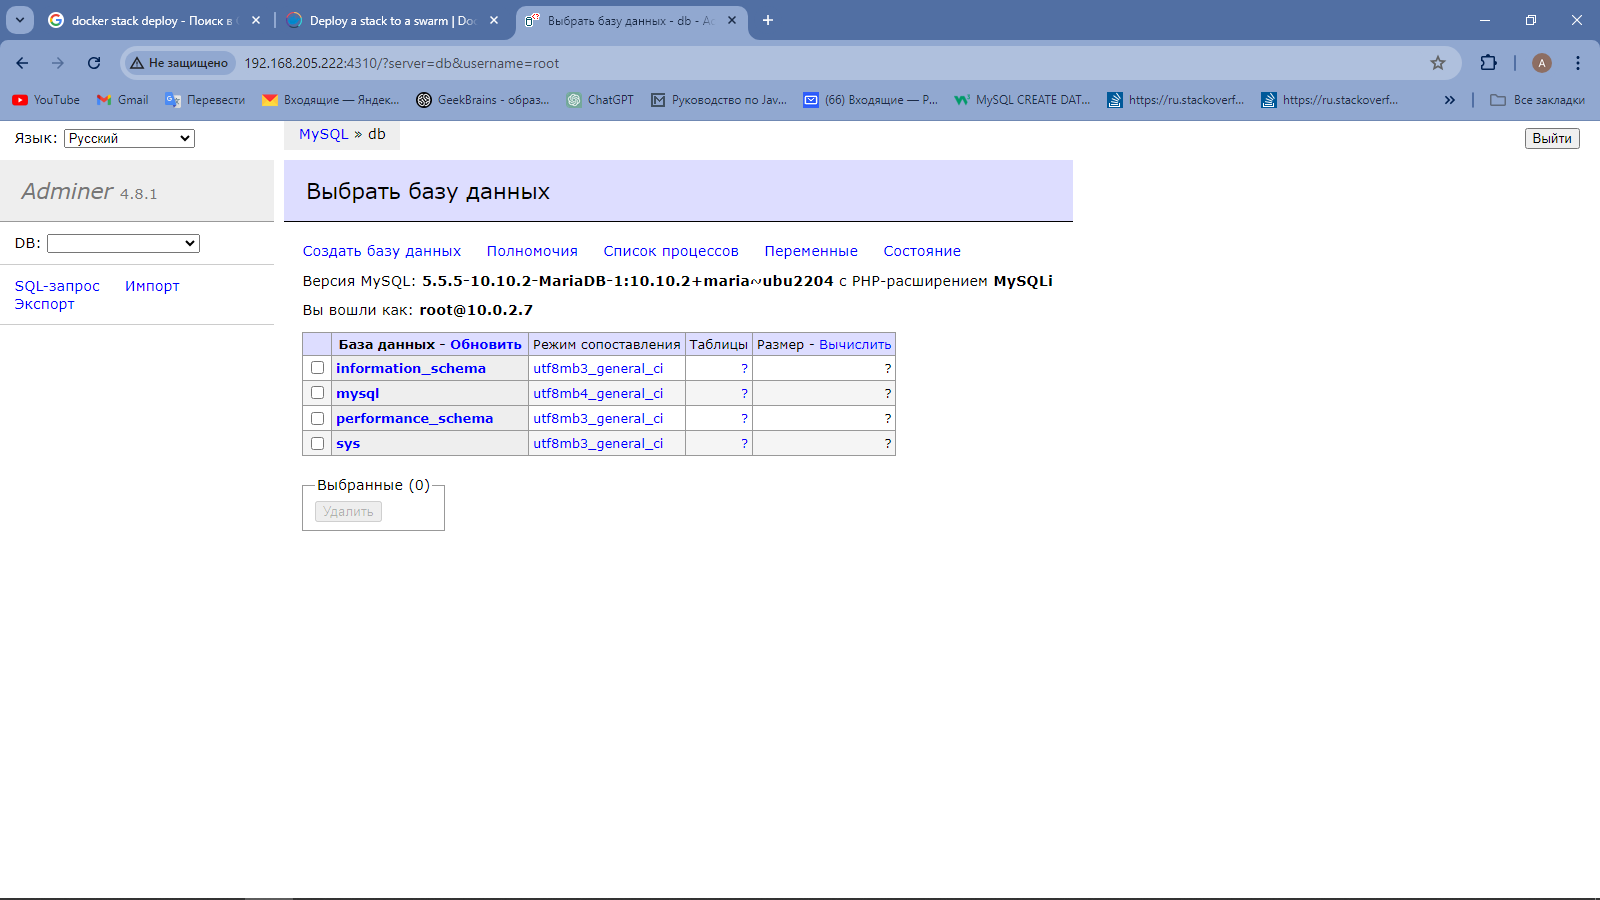 docker stack deploy - Поиск в
Deploy a stack to a swarm | Doc
Выбрать базу данных - db - Ad
Не защищено
192.168.205.222:4310/?server=db&username=root
A
YouTube
Gmail
Перевести
Входящие — Яндек...
GeekBrains - образ...
ChatGPT
Руководство по Jav...
(66) Входящие — Р...
MySQL CREATE DAT...
https://ru.stackoverf...
https://ru.stackoverf...
Все закладки
Язык: Русский
MySQL » db
Выйти
Adminer 4.8.1
Выбрать базу данных
DB:
SQL-запрос Импорт
Экспорт
Создать базу данных Полномочия Список процессов Переменные Состояние
Версия MySQL: 5.5.5-10.10.2-MariaDB-1:10.10.2+maria~ubu2204 с PHP-расширением MySQLi
Вы вошли как: root@10.0.2.7
База данных - Обновить Режим сопоставления Таблицы Размер - Вычислить
information_schema utf8mb3_general_ci ? ?
mysql utf8mb4_general_ci ? ?
performance_schema utf8mb3_general_ci ? ?
sys utf8mb3_general_ci ? ?
Выбранные (0)
Удалить